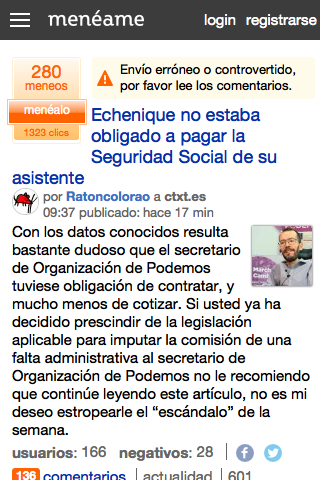 menéame login registrarse
280
meneos
menéalo
1323 clics
Envío erróneo o controvertido,
por favor lee los comentarios.
Echenique no estaba
obligado a pagar la
Seguridad Social de su
asistente
por Ratoncolorao a ctxt.es
09:37 publicado: hace 17 min
Con los datos conocidos resulta
bastante dudoso que el secretario
de Organización de Podemos
tuviese obligación de contratar, y
mucho menos de cotizar. Si usted ya ha
decidido prescindir de la legislación
aplicable para imputar la comisión de una
falta administrativa al secretario de
Organización de Podemos no le recomiendo
que continúe leyendo este artículo, no es mi
deseo estropearle el “escándalo” de la
semana.
usuarios: 166 negativos: 28
136 comentarios actualidad 601